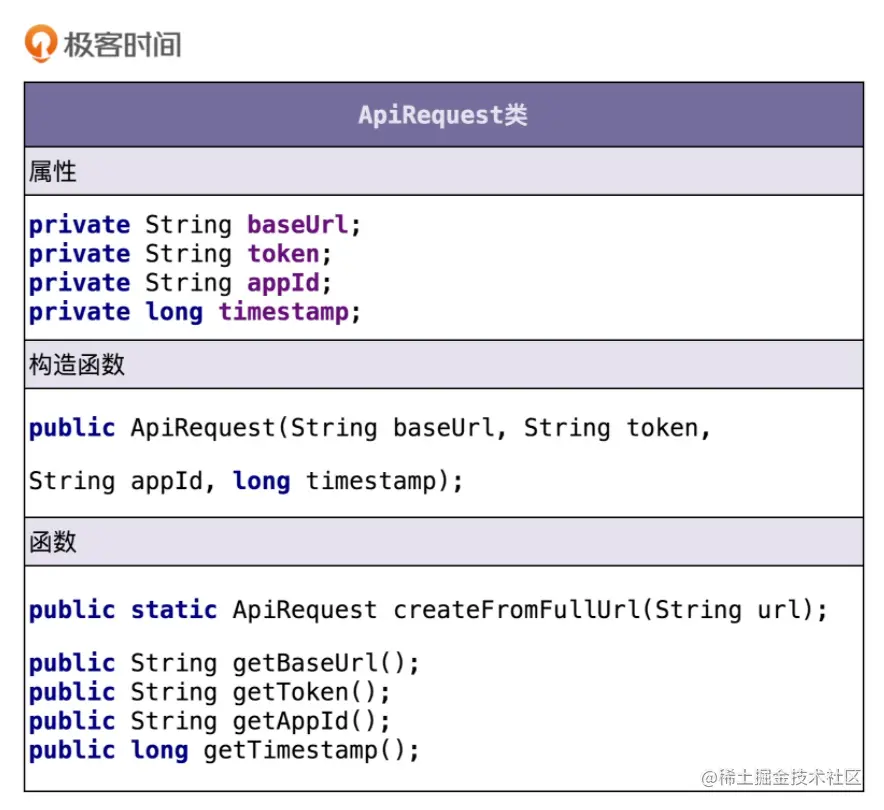 极客时间
ApiRequest类
属性
private String baseUrl;
private String token;
private String appId;
private long timestamp;
构造函数
public ApiRequest(String baseUrl, String token,
String appId, long timestamp);
函数
public static ApiRequest createFromFullUrl(String url);
public String getBaseUrl();
public String getToken();
public String getAppId();
public long getTimestamp();
@稀土掘金技术社区